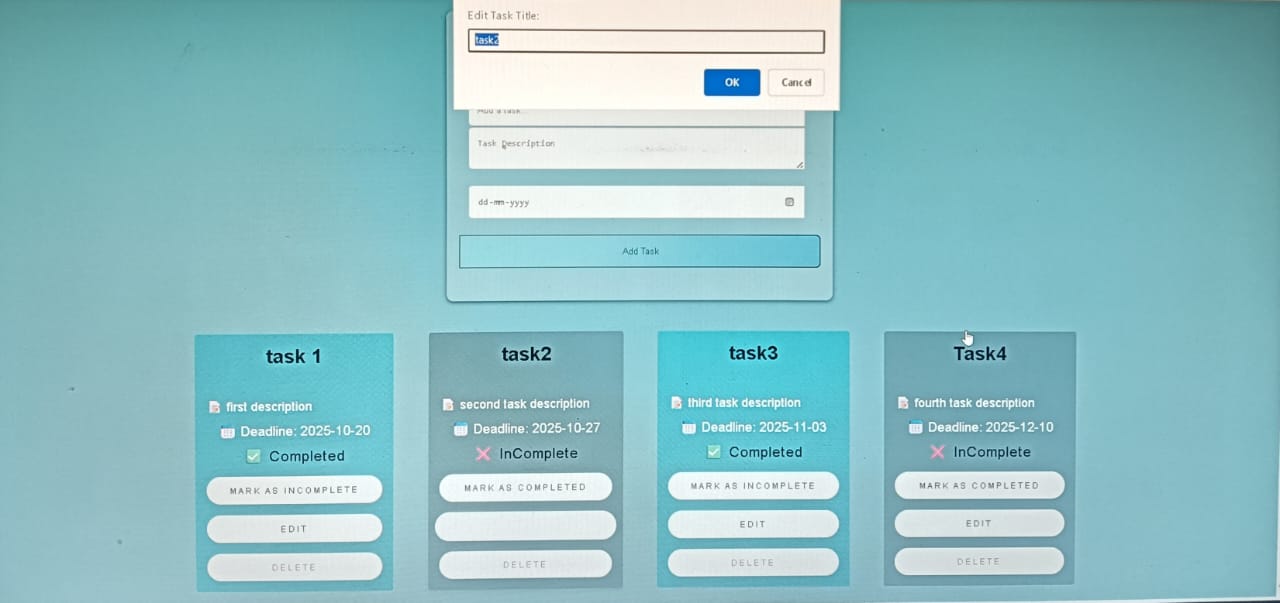 Edit Task Title:
task2
OK Cancel
Add a task..
Task Description
dd-mm-yyyy
Add Task
task 1
first description
Deadline: 2025-10-20
Completed
MARK AS INCOMPLETE
EDIT
DELETE
task2
second task description
Deadline: 2025-10-27
InComplete
MARK AS COMPLETED
DELETE
task3
third task description
Deadline: 2025-11-03
Completed
MARK AS INCOMPLETE
EDIT
DELETE
Task4
fourth task description
Deadline: 2025-12-10
InComplete
MARK AS COMPLETED
EDIT
DELETE